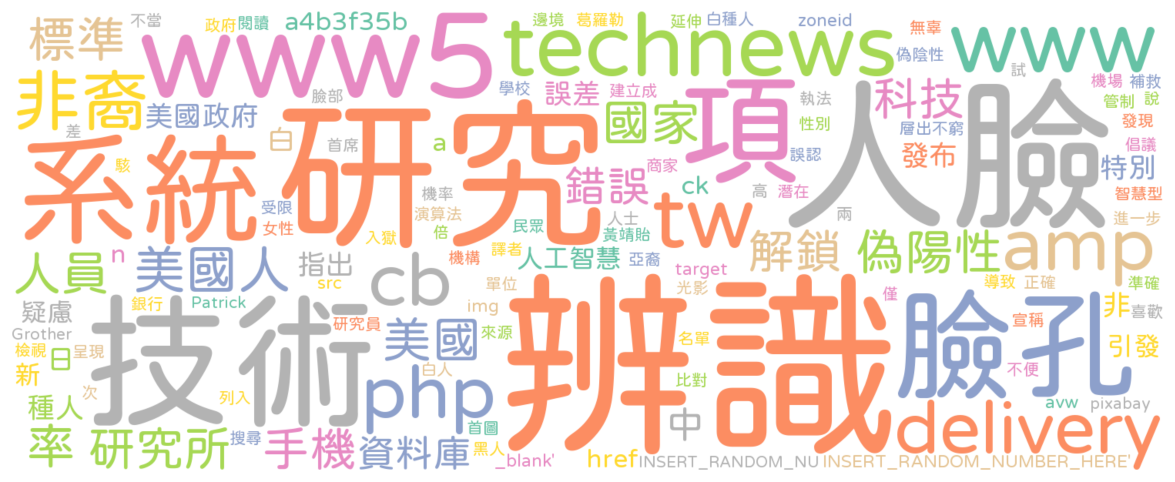 不當
政府
閱讀
a4b3f35b
邊境
葛羅勒
延伸
白種人
zoneid
無辜
標準
www5
technews
www
偽陰性
試
非裔
美國政府
臉部
學校
誤差
建立成
執法
科技
機場
補救
管制
說
國家
項
人臉
性別
層出不窮
發現
差
白
首席
a
商家
誤認
發布
倡議
系統
研究
錯誤
特別
駭
機率
ck
高
潛在
智慧型
受限
演算法
倍
民眾
人士
tw
兩
進一步
女性
入獄
譯者
黃靖貽
解鎖
偽陽性
amp
人員
n
美國人
指出
cb
機構
人工智慧
亞裔
target
src
光影
導致
正確
準確
疑慮
銀行
Patrick
單位
img
僅
非
喜歡
Grother
技術
研究員
美國
來源
辨識
名單
臉孔
宣稱
檢視
日
呈現
白人
比對
不便
引發
新
次
列入
php
avw
pixabay
種人
首圖
中
delivery
率
研究所
搜尋
手機
資料庫
黑人
_blank'
href
INSERT_RANDOM_NU
INSERT_RANDOM_NUMBER_HERE'